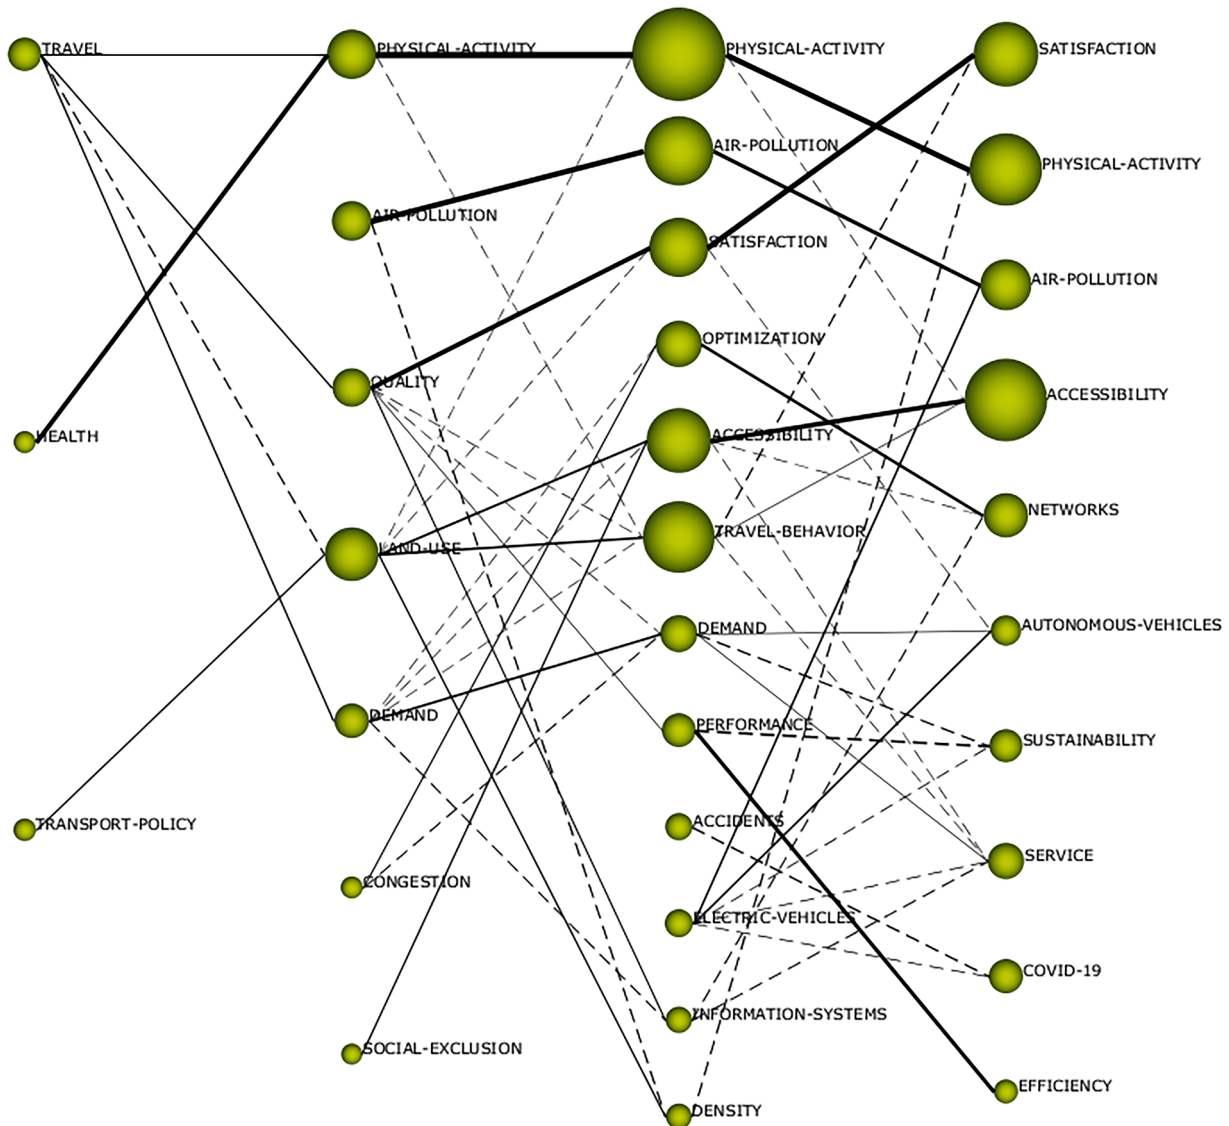 TRAVEL
HEALTH
TRANSPORT-POLICY
PHYSICAL-ACTIVITY
AIR-POLLUTION
QUALITY
LAND-USE
DEMAND
CONGESTION
SOCIAL-EXCLUSION
PHYSICAL-ACTIVITY
AIR-POLLUTION
SATISFACTION
OPTIMIZATION
ACCESSIBILITY
TRAVEL-BEHAVIOR
DEMAND
PERFORMANCE
ACCIDENTS
ELECTRIC-VEHICLES
INFORMATION-SYSTEMS
DENSITY
SATISFACTION
PHYSICAL-ACTIVITY
AIR-POLLUTION
ACCESSIBILITY
NETWORKS
AUTONOMOUS-VEHICLES
SUSTAINABILITY
SERVICE
COVID-19
EFFICIENCY